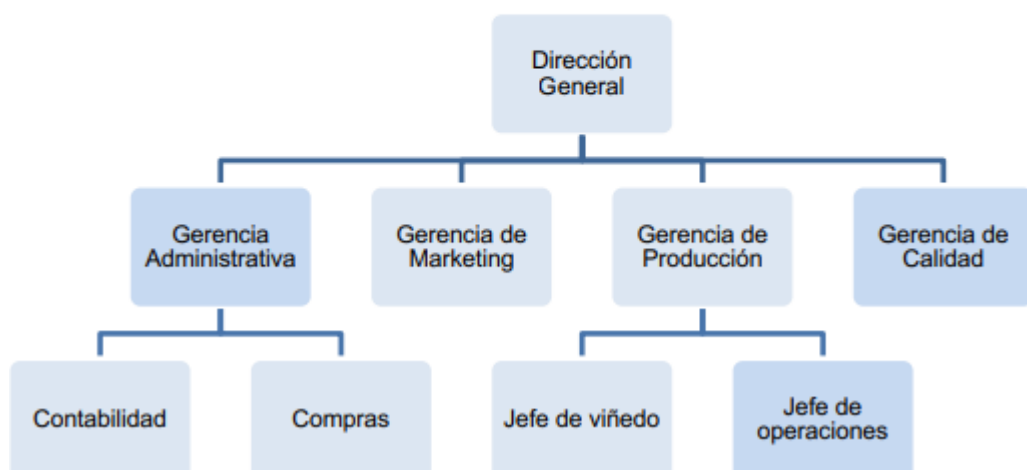 Dirección
General
Gerencia
Administrativa
Gerencia de
Marketing
Gerencia de
Producción
Gerencia de
Calidad
Contabilidad
Compras
Jefe de viñedo
Jefe de
operaciones